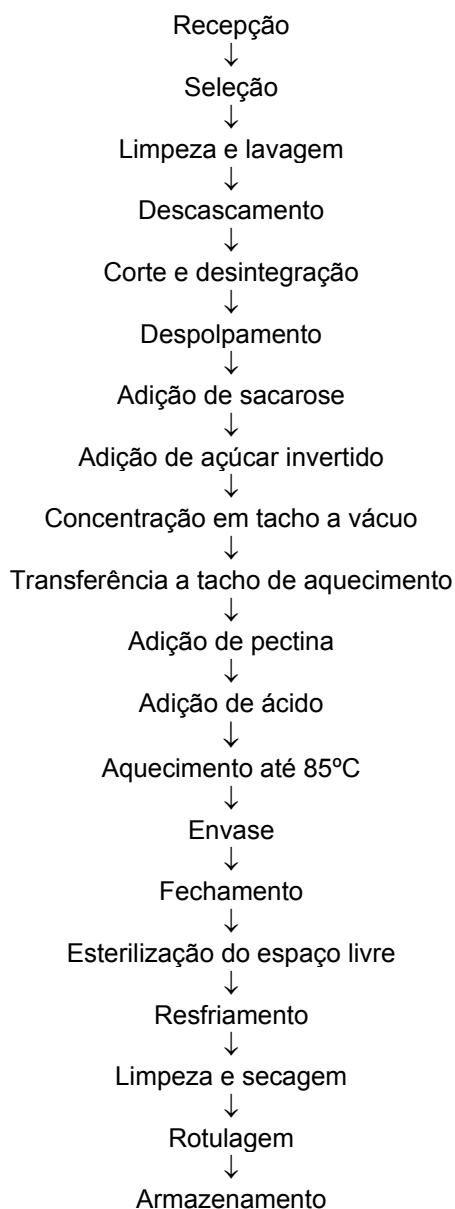 Recepção
↓
Seleção
↓
Limpeza e lavagem
↓
Descascamento
↓
Corte e desintegração
↓
Despolpamento
↓
Adição de sacarose
↓
Adição de açúcar invertido
↓
Concentração em tacho a vácuo
↓
Transferência a tacho de aquecimento
↓
Adição de pectina
↓
Adição de ácido
↓
Aquecimento até 85ºC
↓
Envase
↓
Fechamento
↓
Esterilização do espaço livre
↓
Resfriamento
↓
Limpeza e secagem
↓
Rotulagem
↓
Armazenamento